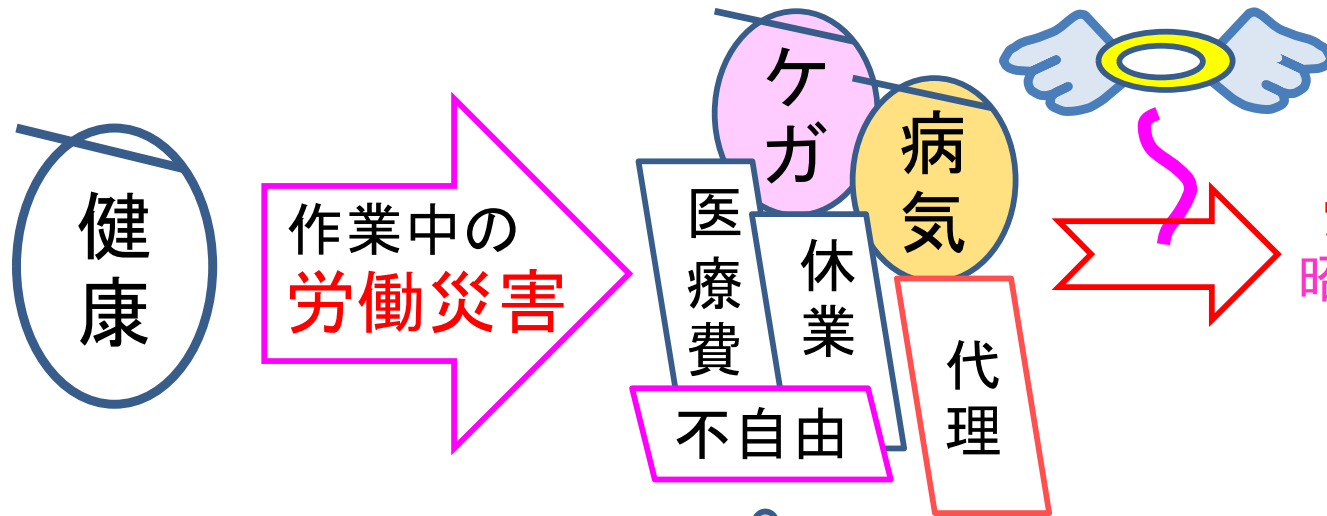 健康
作業中の
労働災害
ケガ
病気
医療費
休業
代理
不自由